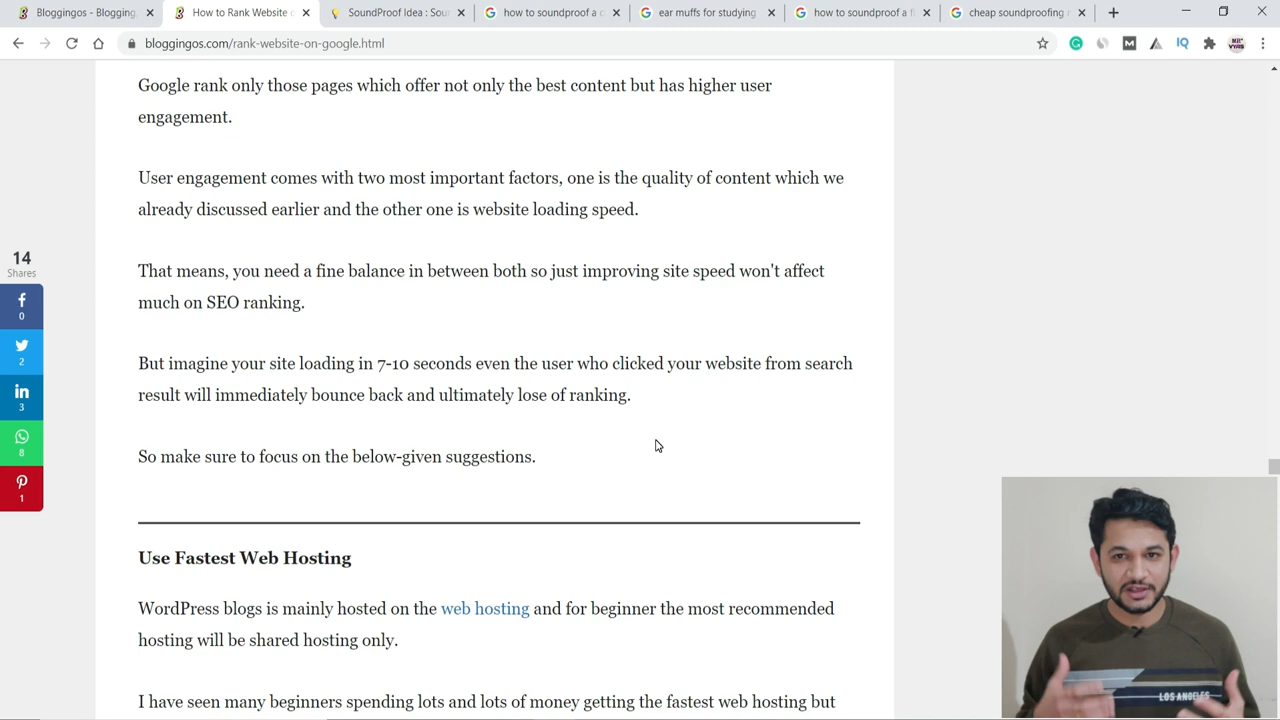 Bloggingos - Blogging,
How to Rank Website o
SoundProof Idea : Soun
how to soundproof a c
ear muffs for studying
how to soundproof a fl
cheap soundproofing m
bloggingos.com/rank-website-on-google.html
Google rank only those pages which offer not only the best content but has higher user
engagement.
User engagement comes with two most important factors, one is the quality of content which we
already discussed earlier and the other one is website loading speed.
That means, you need a fine balance in between both so just improving site speed won't affect
much on SEO ranking.
But imagine your site loading in 7-10 seconds even the user who clicked your website from search
result will immediately bounce back and ultimately lose of ranking.
So make sure to focus on the below-given suggestions.
14
Shares
0
2
3
8
1
Use Fastest Web Hosting
WordPress blogs is mainly hosted on the web hosting and for beginner the most recommended
hosting will be shared hosting only.
I have seen many beginners spending lots and lots of money getting the fastest web hosting but
LOS ANGELES